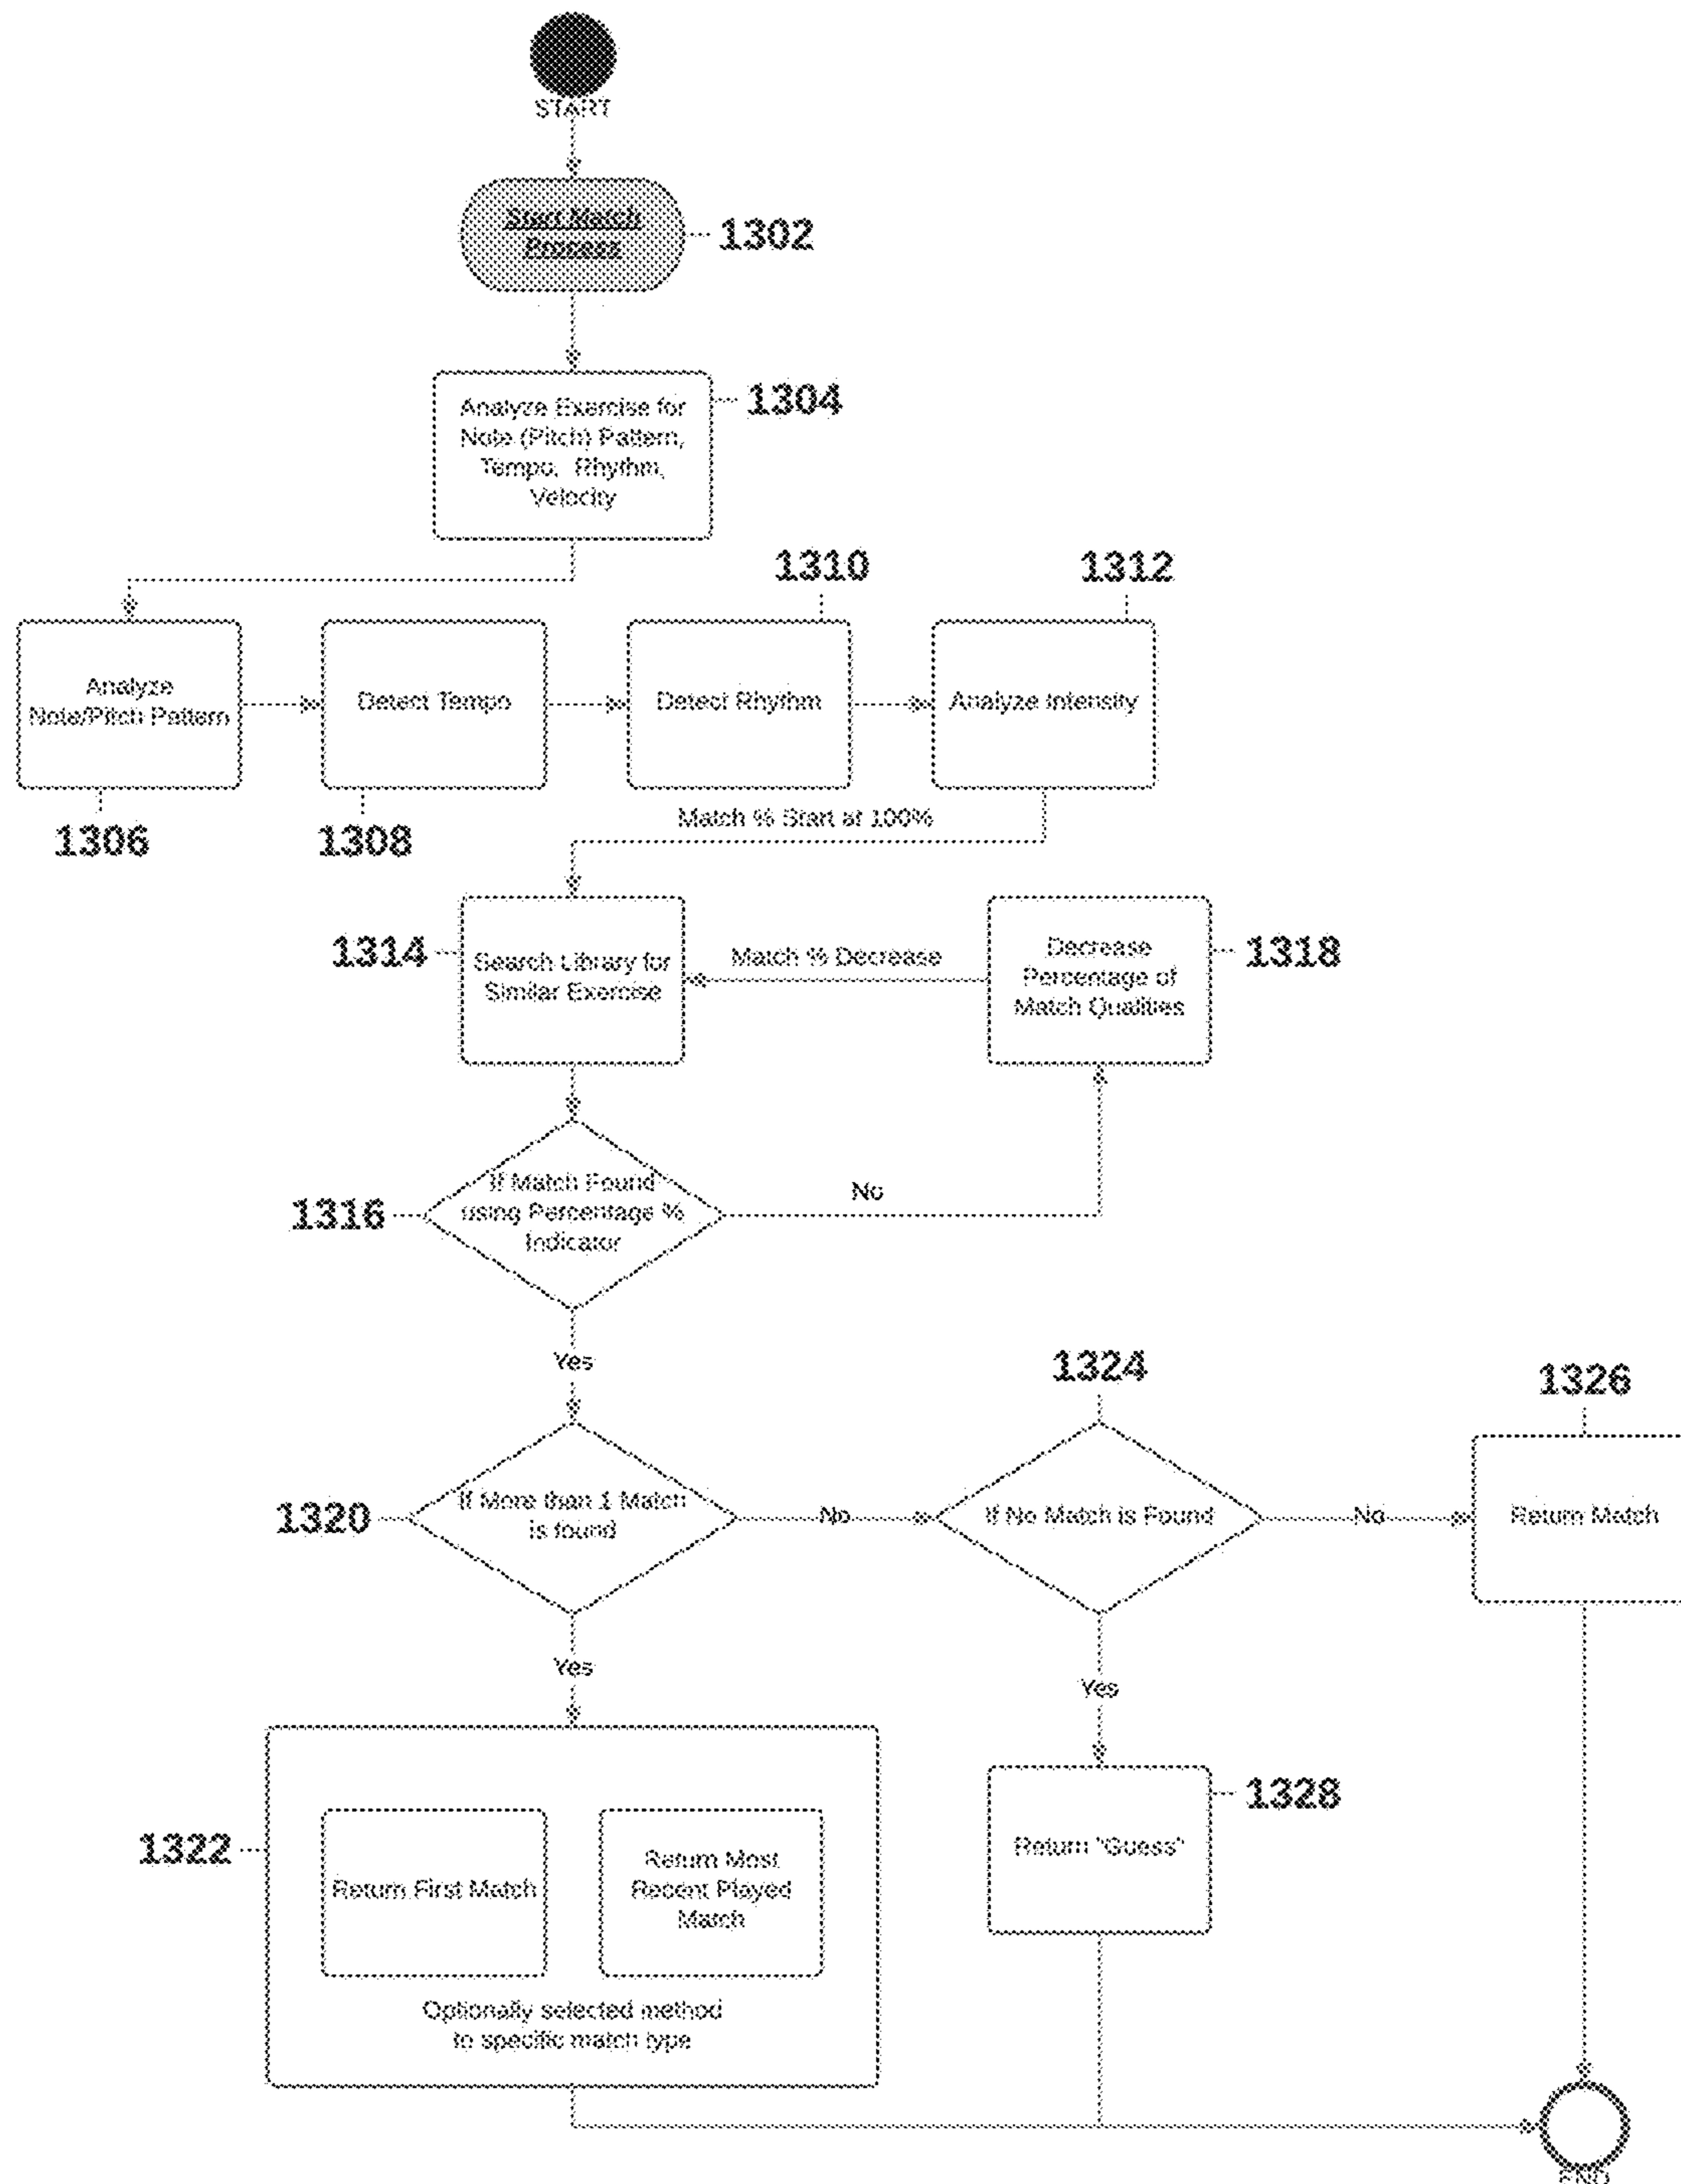 START
Start Match
Process
1302
Analyze Exercise for
Note (Pitch) Pattern,
Tempo, Rhythm,
Velocity
1304
1310
1312
Analyze
Note/Pitch Pattern
Detect Tempo
Detect Rhythm
Analyze Intensity
1306
1308
Match % Start at 100%
1314
Search Library for
Similar Exercise
Match % Decrease
Decrease
Percentage of
Match Qualities
1318
1316
If Match Found
using Percentage %
Indicator
No
Yes
1324
1326
1320
If More than 1 Match
is found
No
If No Match is Found
No
Return Match
Yes
Yes
1322
Return First Match
Return Most
Recent Played
Match
Optionally selected method
to specific match type
Return "Guess"
1328
END